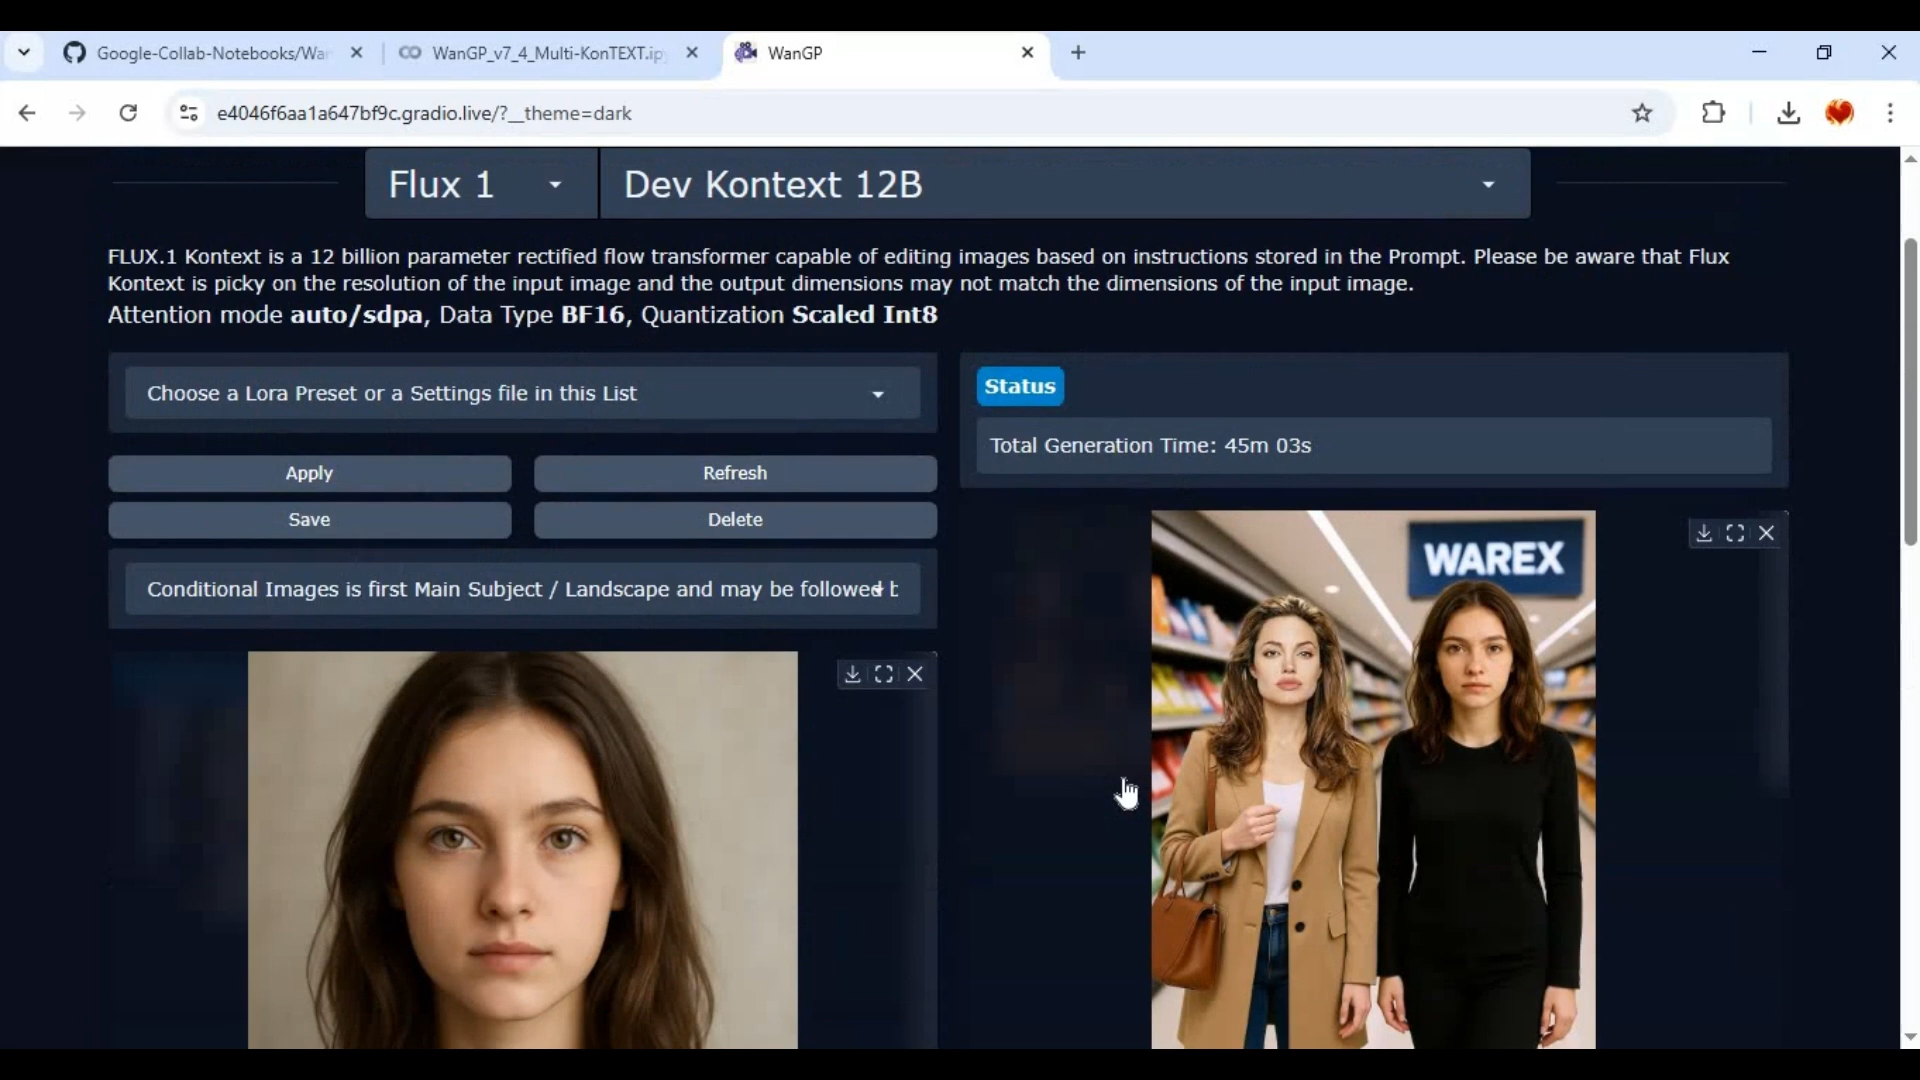 Google-Collab-Notebooks/Wan
WanGP_v7_4_Multi-KonTEXT.ip
WanGP
e4046f6aa1a647bf9c.gradio.live/?__theme=dark
Flux 1
Dev Kontext 12B
FLUX.1 Kontext is a 12 billion parameter rectified flow transformer capable of editing images based on instructions stored in the Prompt. Please be aware that Flux
Kontext is picky on the resolution of the input image and the output dimensions may not match the dimensions of the input image.
Attention mode auto/sdpa, Data Type BF16, Quantization Scaled Int8
Choose a Lora Preset or a Settings file in this List
Apply
Refresh
Save
Delete
Conditional Images is first Main Subject / Landscape and may be followed b
Status
Total Generation Time: 45m 03s
WAREX